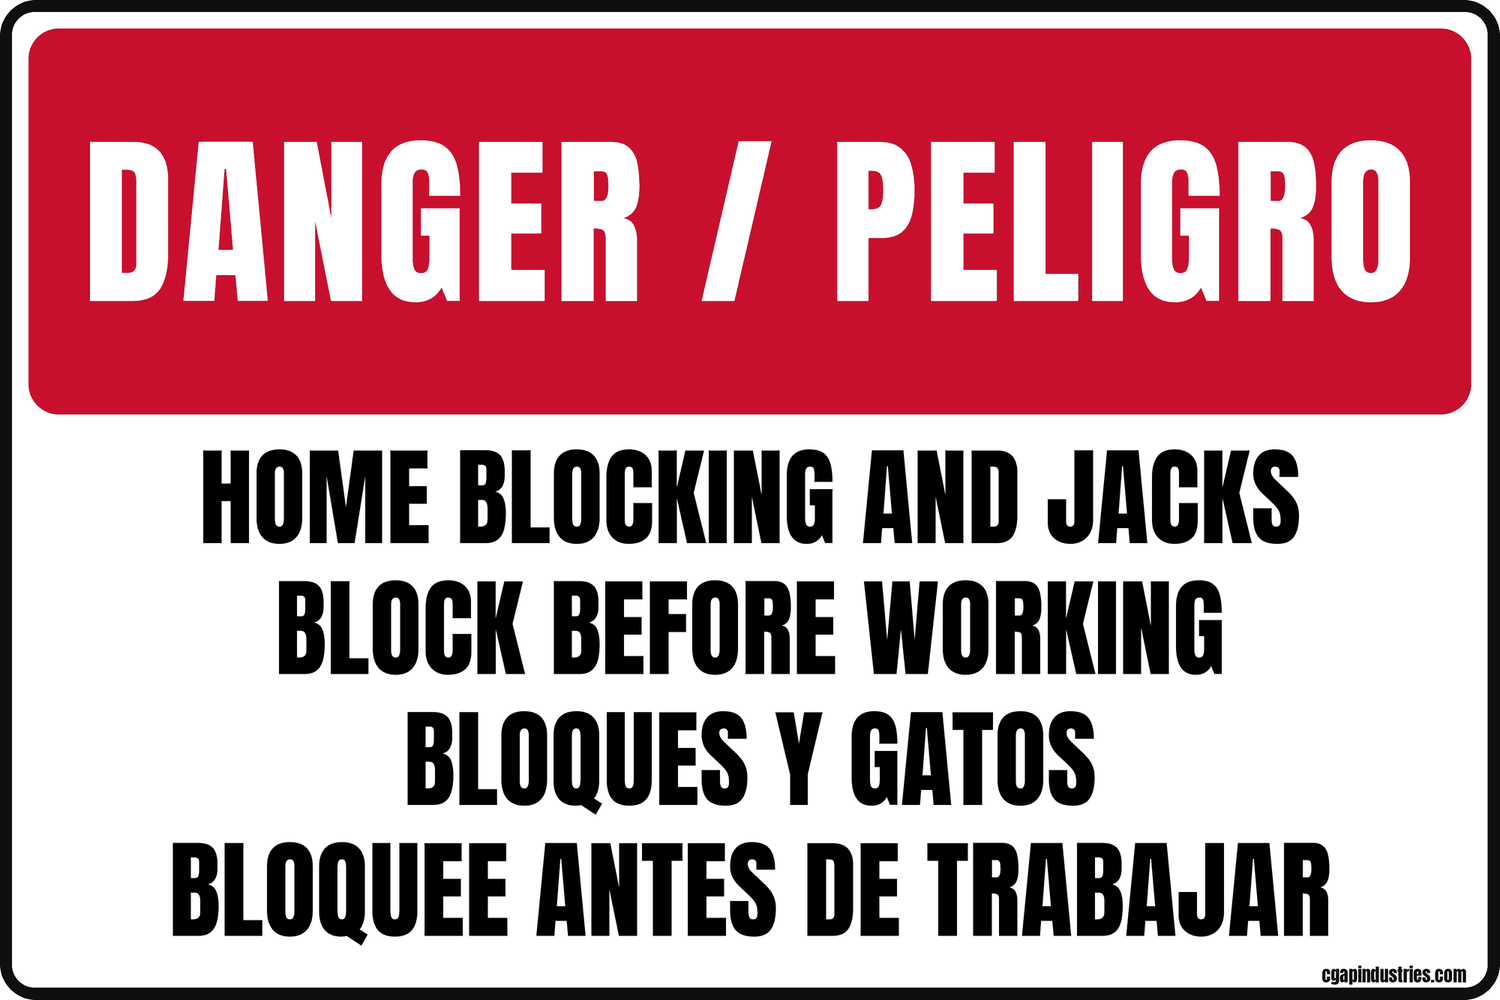 DANGER / PELIGRO
HOME BLOCKING AND JACKS
BLOCK BEFORE WORKING
BLOQUES Y GATOS
BLOQUEE ANTES DE TRABAJAR
cgapindustries.com